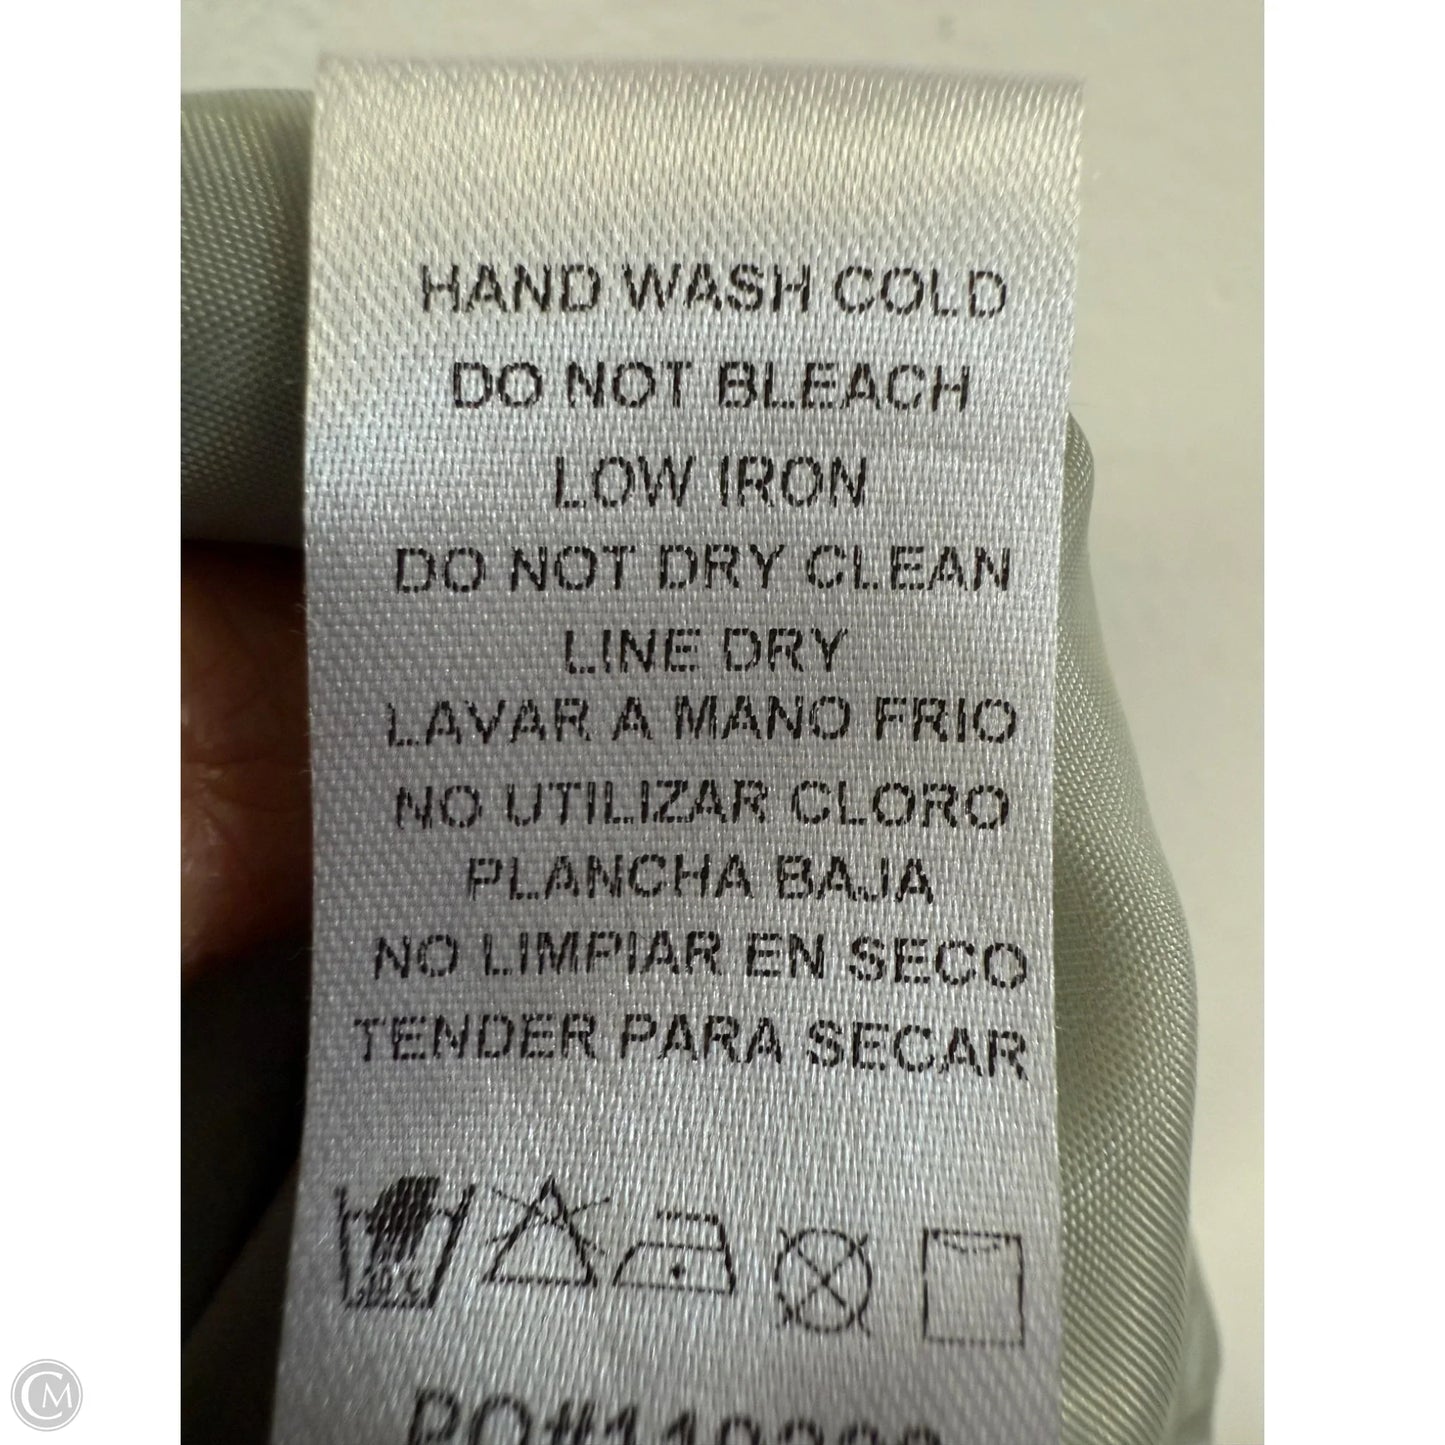 HAND WASH COLD
DO NOT BLEACH
LOW IRON
DO NOT DRY CLEAN
LINE DRY
LAVAR A MANO FRIO
NO UTILIZAR CLORO
PLANCHA BAJA
NO LIMPIAR EN SECO
TENDER PARA SECAR
CM